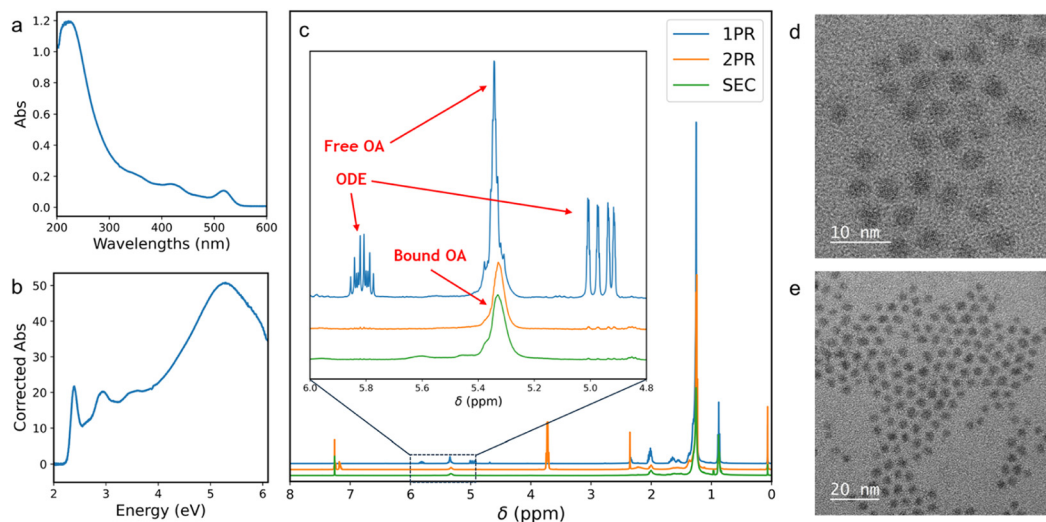 a
1.2
1.0
0.8
0.6
0.4
0.2
0.0
Abs
200 300 400 500 600
Wavelengths (nm)
b
50
40
30
20
10
0
Corrected Abs
2 3 4 5 6
Energy (eV)
c
1PR
2PR
SEC
Free OA
ODE
Bound OA
6.0 5.8 5.6 5.4 5.2 5.0 4.8
δ (ppm)
8 7 6 5 4 3 2 1 0
δ (ppm)
d
10 nm
e
20 nm